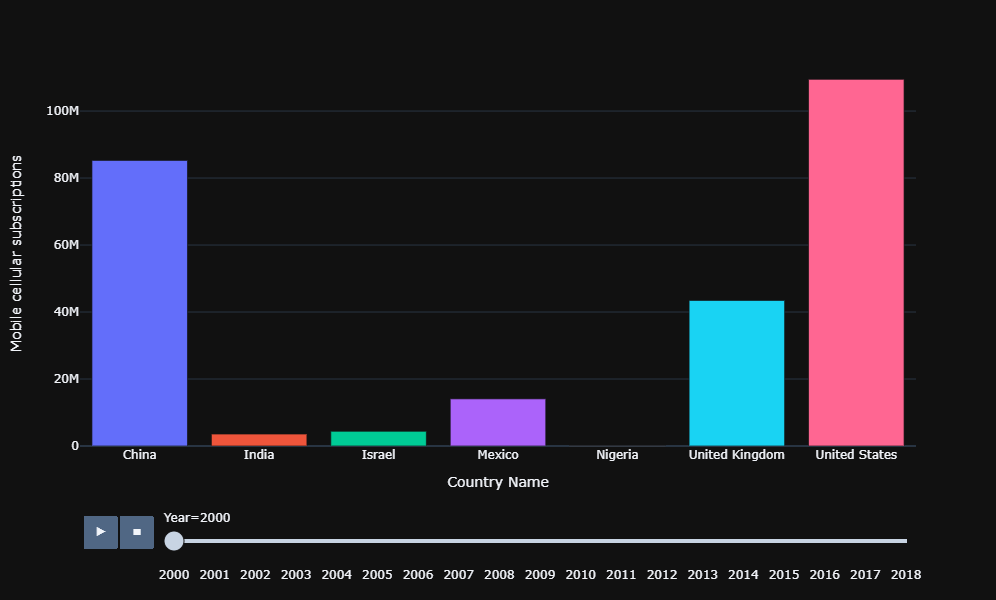 Mobile cellular subscriptions
100M
80M
60M
40M
20M
0
China India Israel Mexico Nigeria United Kingdom United States
Country Name
Year=2000
2000 2001 2002 2003 2004 2005 2006 2007 2008 2009 2010 2011 2012 2013 2014 2015 2016 2017 2018